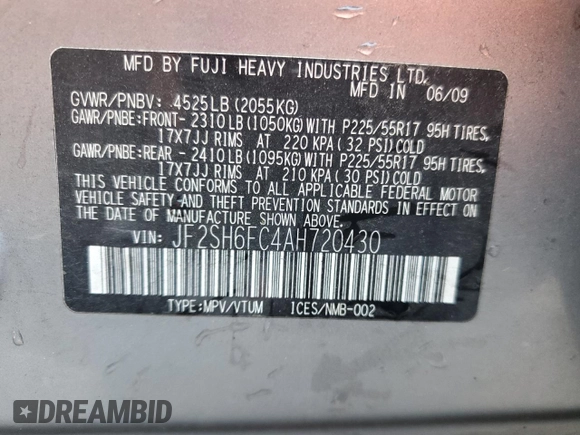 MFD BY FUJI HEAVY INDUSTRIES LTD.
MFD IN 06/09
GVWR/PNBV: 4525LB (2055KG)
GAWR/PNBE:FRONT- 2310LB (1050KG) WITH P225/55R17 95H TIRES,
17X7JJ RIMS AT 220 KPA ( 32 PSI) COLD
GAWR/PNBE:REAR - 2410LB (1095KG) WITH P225/55R17 95H TIRES,
17X7JJ RIMS AT 210 KPA ( 30 PSI) COLD
THIS VEHICLE CONFORMS TO ALL APPLICABLE FEDERAL MOTOR
VEHICLE SAFETY AND THEFT PREVENTION STANDARDS IN EFFECT ON
THE DATE OF MANUFACTURE SHOWN ABOVE.
VIN: JF2SH6FC4AH720430
TYPE:MPV/VTUM ICES/NMB-002
DREAMBID